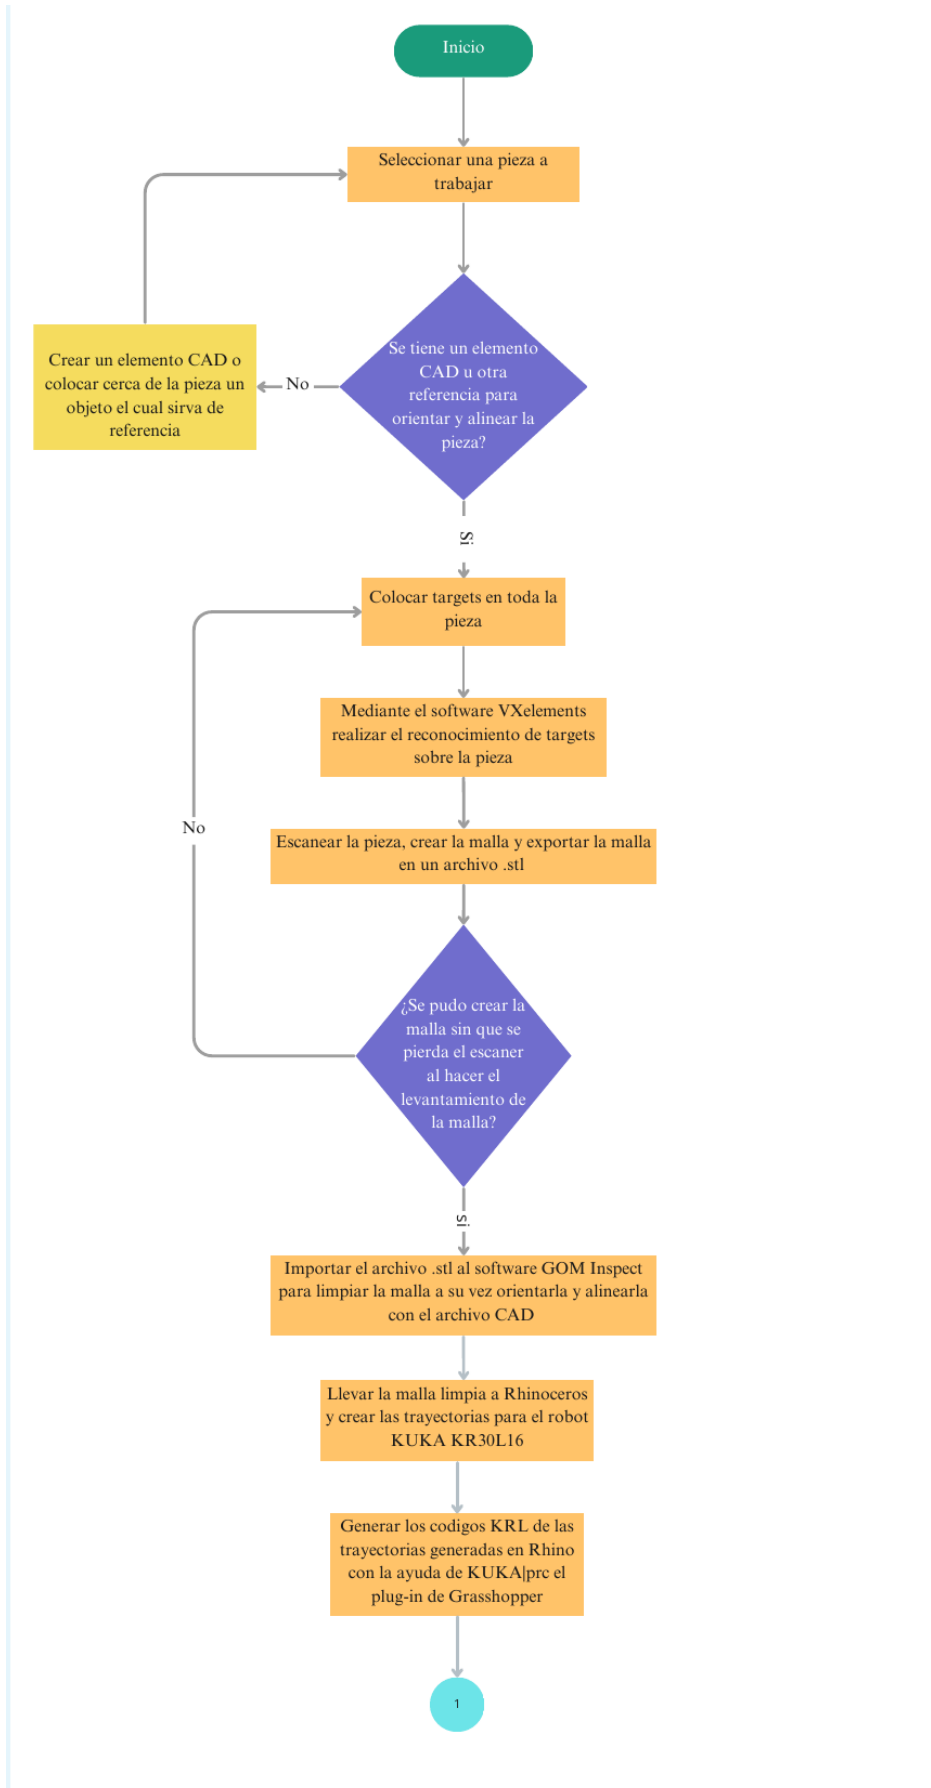 Inicio
Seleccionar una pieza a
trabajar
Se tiene un elemento
CAD u otra
referencia para
orientar y alinear la
pieza?
No
Crear un elemento CAD o
colocar cerca de la pieza un
objeto el cual sirva de
referencia
Si
Colocar targets en toda la
pieza
Mediante el software VXelements
realizar el reconocimiento de targets
sobre la pieza
Escanear la pieza, crear la malla y exportar la malla
en un archivo .stl
No
¿Se pudo crear la
malla sin que se
pierda el escaner
al hacer el
levantamiento de
la malla?
si
Importar el archivo .stl al software GOM Inspect
para limpiar la malla a su vez orientarla y alinearla
con el archivo CAD
Llevar la malla limpia a Rhinoceros
y crear las trayectorias para el robot
KUKA KR30L16
Generar los codigos KRL de las
trayectorias generadas en Rhino
con la ayuda de KUKA|prc el
plug-in de Grasshopper
1